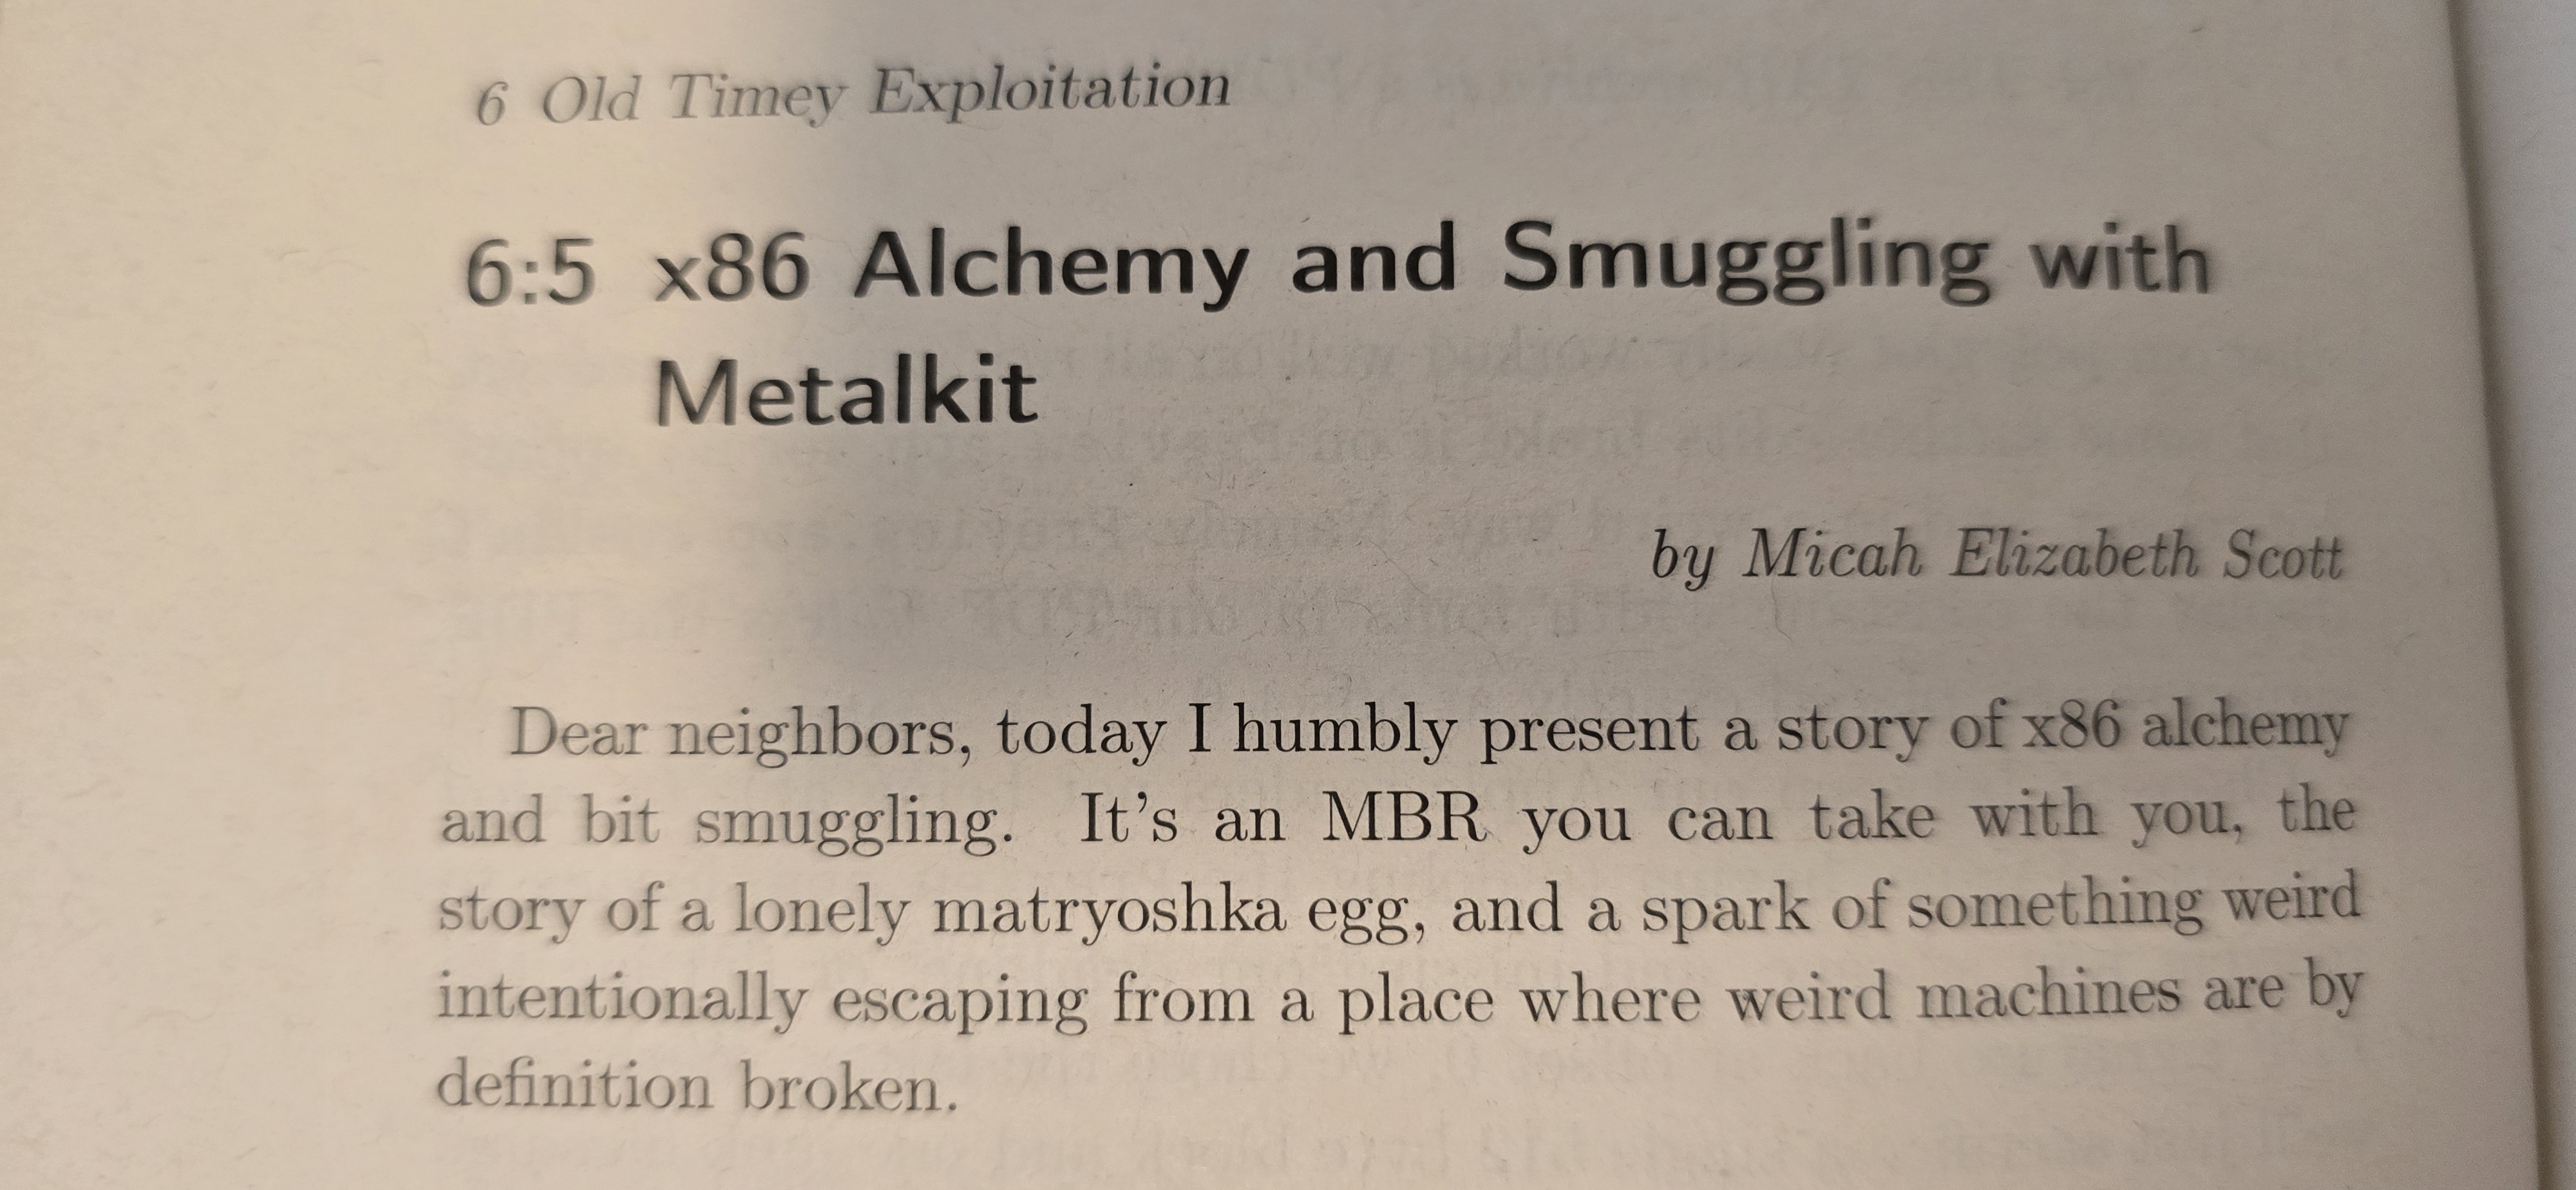 6 Old Timey Exploitation
6:5 x86 Alchemy and Smuggling with
Metalkit
by Micah Elizabeth Scott
Dear neighbors, today I humbly present a story of x86 alchemy
and bit smuggling. It's an MBR you can take with you, the
story of a lonely matryoshka egg, and a spark of something weird
intentionally escaping from a place where weird machines are by
definition broken.